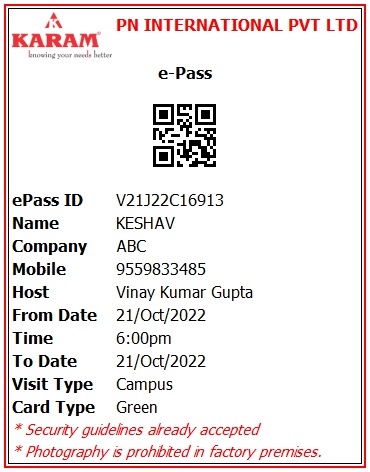 PN INTERNATIONAL PVT LTD
KARAM®
knowing your needs better
e-Pass
ePass ID V21J22C16913
Name KESHAV
Company ABC
Mobile 9559833485
Host Vinay Kumar Gupta
From Date 21/Oct/2022
Time 6:00pm
To Date 21/Oct/2022
Visit Type Campus
Card Type Green
* Security guidelines already accepted
* Photography is prohibited in factory premises.